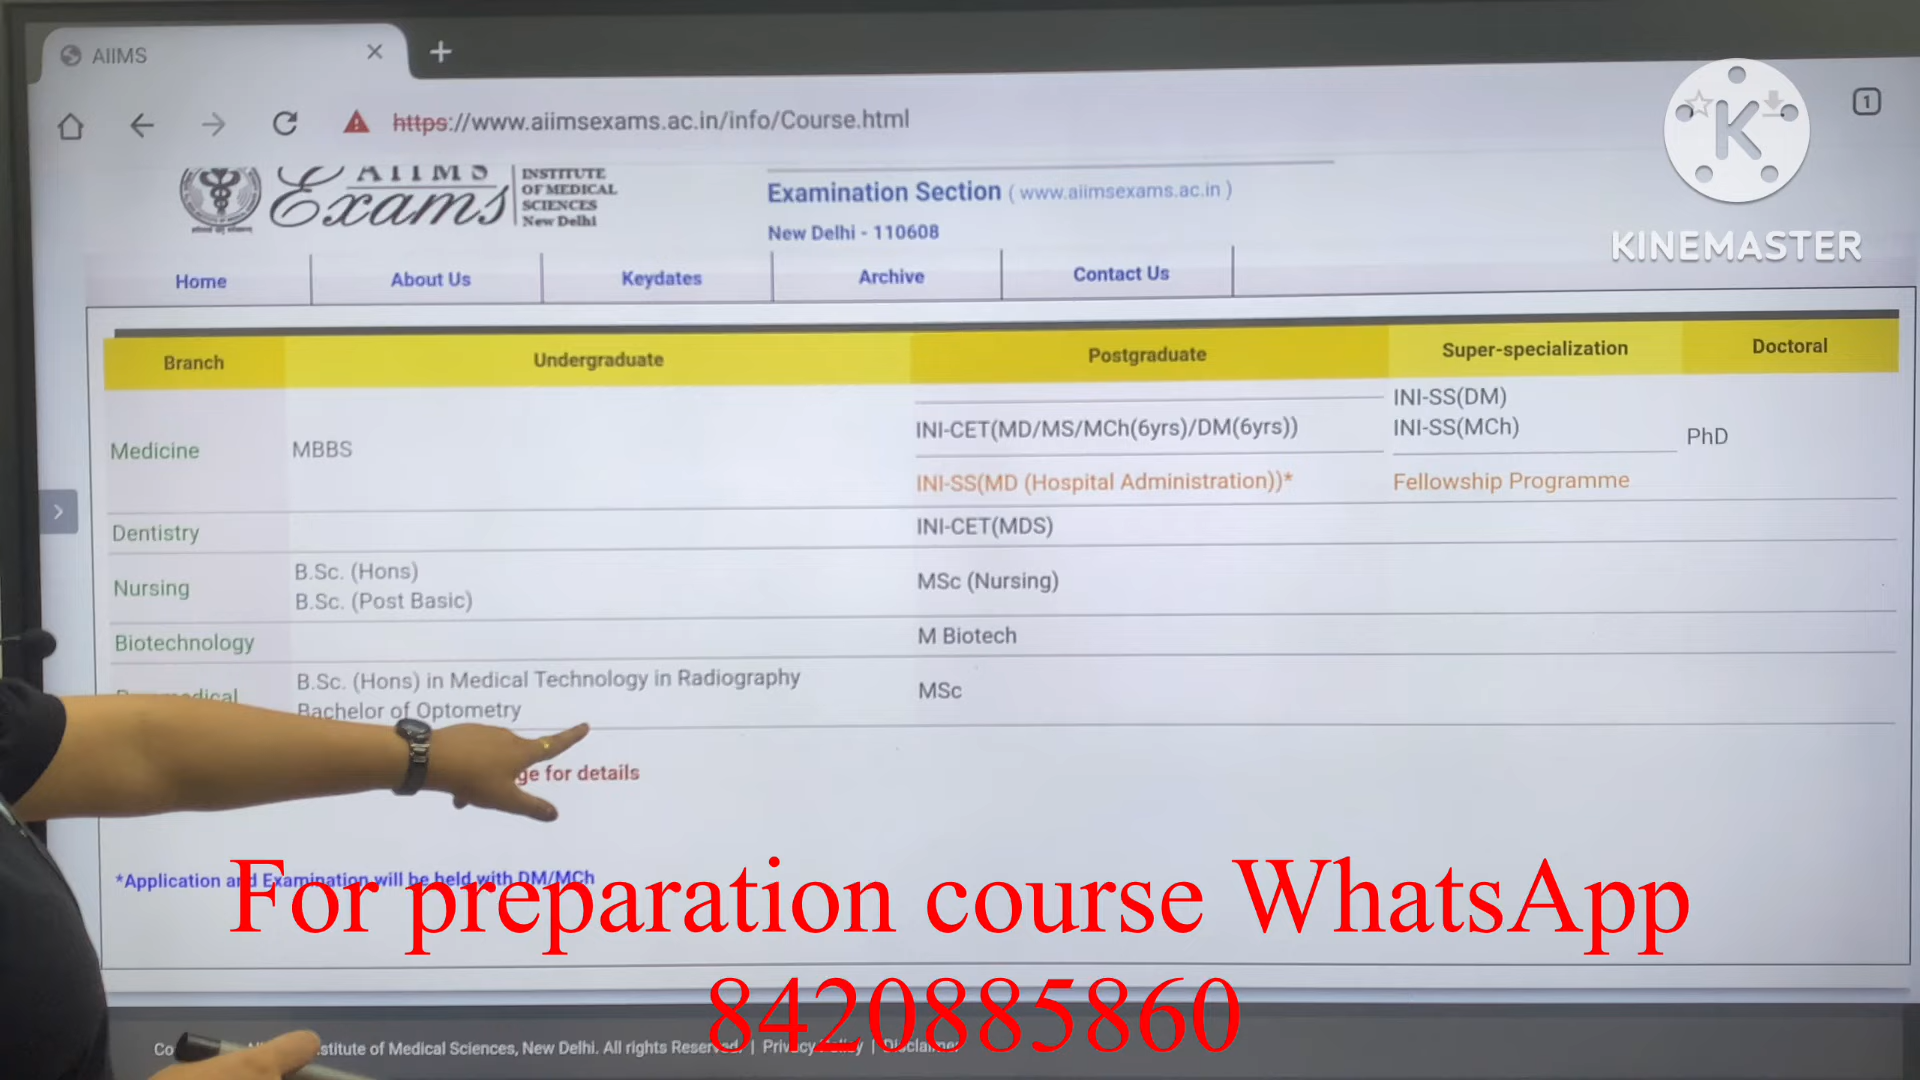 AIIMS
1
https://www.aiimsexams.ac.in/info/Course.html
AIIMS
Exams
INSTITUTE
OF MEDICAL
SCIENCES
New Delhi
Examination Section ( www.aiimsexams.ac.in )
New Delhi - 110608
K
KINEMASTER
Home About Us Keydates Archive Contact Us
Branch Undergraduate Postgraduate Super-specialization Doctoral
Medicine MBBS
INI-CET(MD/MS/MCh(6yrs)/DM(6yrs))
INI-SS(MD (Hospital Administration))*
INI-SS(DM)
INI-SS(MCh)
Fellowship Programme
PhD
Dentistry INI-CET(MDS)
Nursing
B.Sc. (Hons)
B.Sc. (Post Basic)
MSc (Nursing)
Biotechnology M Biotech
B.Sc. (Hons) in Medical Technology in Radiography
Bachelor of Optometry
MSc
for details
*Application and Examination will be held with DM/MCh
For preparation course WhatsApp
8420885860
of Medical Sciences, New Delhi. All rights Reserved. | Privacy Policy | Disclaimer